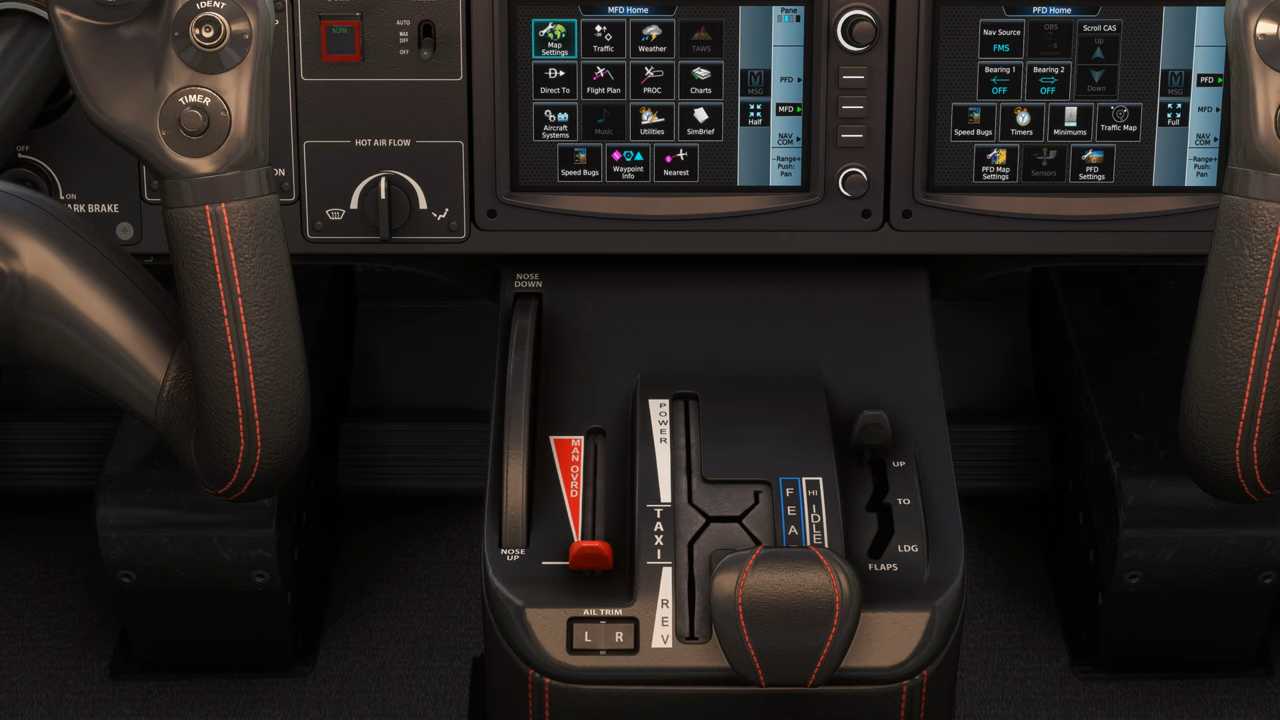 IDENT
TIMER
OFF
ON
ARK BRAKE
ON
NORM
AUTO
OFF
HOT AIR FLOW
MFD Home
Map
Settings
Traffic
Weather
TAWS
Direct To
Flight Plan
PROC
Charts
Aircraft
Systems
Music
Utilities
SimBrief
Speed Bugs
Waypoint
Info
Nearest
MSG
Half
Pane
PFD
MFD
NAV
COM
-Range+
Push:
Pan
PFD Home
Nav Source
FMS
OBS
Scroll CAS
Up
Down
Bearing 1
OFF
Bearing 2
OFF
Speed Bugs
Timers
Minimums
Traffic Map
PFD Map
Settings
Sensors
PFD
Settings
MSG
Full
PFD
MFD
NAV
COM
-Range+
Push:
Pan
NOSE
DOWN
NOSE
UP
MAN OVRD
POWER
TAXI
REV
FEA
HI
IDLE
UP
TO
LDG
FLAPS
AIL TRIM
L R